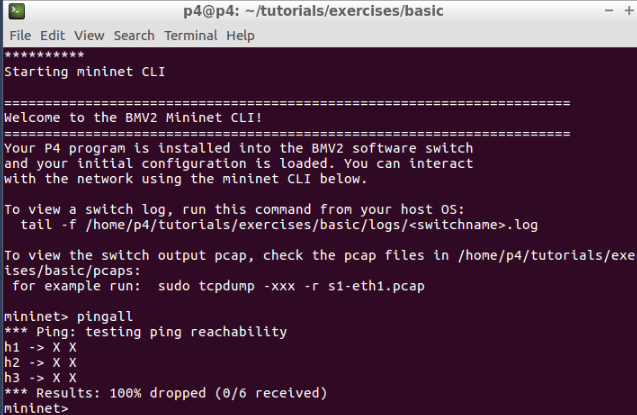 p4@p4: ~/tutorials/exercises/basic
File Edit View Search Terminal Help
**********
Starting mininet CLI
======================================================================
Welcome to the BMV2 Mininet CLI!
======================================================================
Your P4 program is installed into the BMV2 software switch
and your initial configuration is loaded. You can interact
with the network using the mininet CLI below.
To view a switch log, run this command from your host OS:
  tail -f /home/p4/tutorials/exercises/basic/logs/<switchname>.log
To view the switch output pcap, check the pcap files in /home/p4/tutorials/exe
ises/basic/pcaps:
 for example run:  sudo tcpdump -xxx -r s1-eth1.pcap
mininet> pingall
*** Ping: testing ping reachability
h1 -> X X
h2 -> X X
h3 -> X X
*** Results: 100% dropped (0/6 received)
mininet>